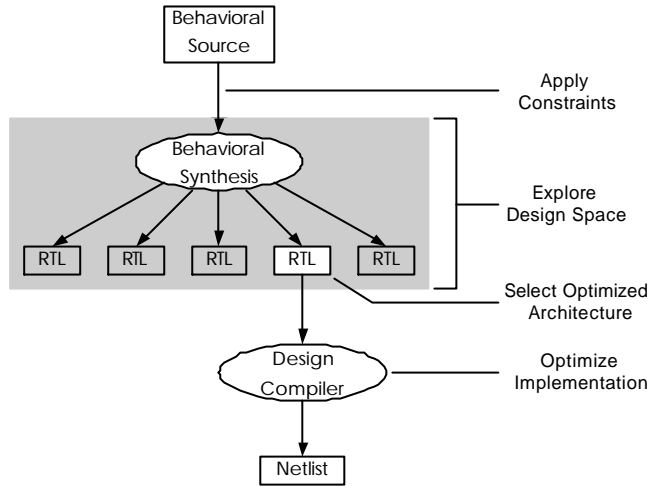 Behavioral
Source
Apply
Constraints
Behavioral
Synthesis
Explore
Design Space
RTL
RTL
RTL
RTL
RTL
Select Optimized
Architecture
Design
Compiler
Optimize
Implementation
Netlist